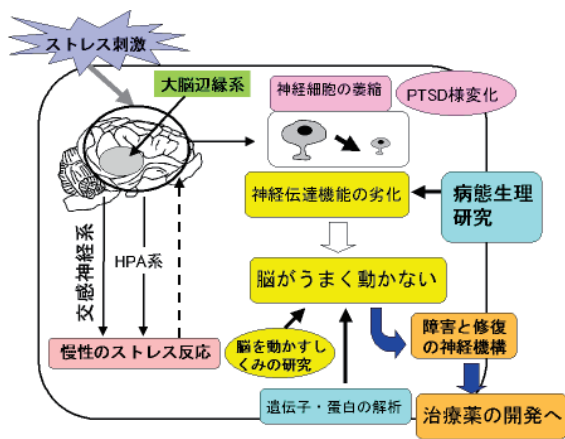 ストレス刺激
大脳辺縁系
神経細胞の萎縮
PTSD様変化
神経伝達機能の劣化
病態生理
研究
交感神経系
HPA系
脳がうまく動かない
慢性のストレス反応
脳を動かすし
くみの研究
障害と修復
の神経機構
遺伝子・蛋白の解析
治療薬の開発へ